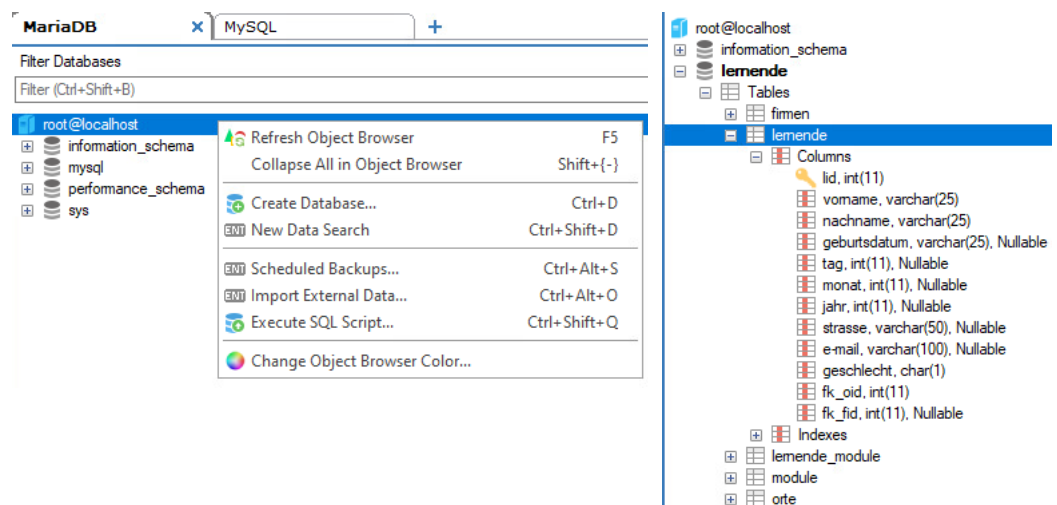 MariaDB
MySQL
Filter Databases
Filter (Ctrl+Shift+B)
root@localhost
information_schema
mysql
performance_schema
sys
Refresh Object Browser F5
Collapse All in Object Browser Shift+{-}
Create Database... Ctrl+D
New Data Search Ctrl+Shift+D
Scheduled Backups... Ctrl+Alt+S
Import External Data... Ctrl+Alt+O
Execute SQL Script... Ctrl+Shift+Q
Change Object Browser Color...
root@localhost
information_schema
lernende
Tables
firmen
lernende
Columns
lid, int(11)
vorname, varchar(25)
nachname, varchar(25)
geburtsdatum, varchar(25), Nullable
tag, int(11), Nullable
monat, int(11), Nullable
jahr, int(11), Nullable
strasse, varchar(50), Nullable
e-mail, varchar(100), Nullable
geschlecht, char(1)
fk_oid, int(11)
fk_fid, int(11), Nullable
Indexes
lernende_module
module
orte